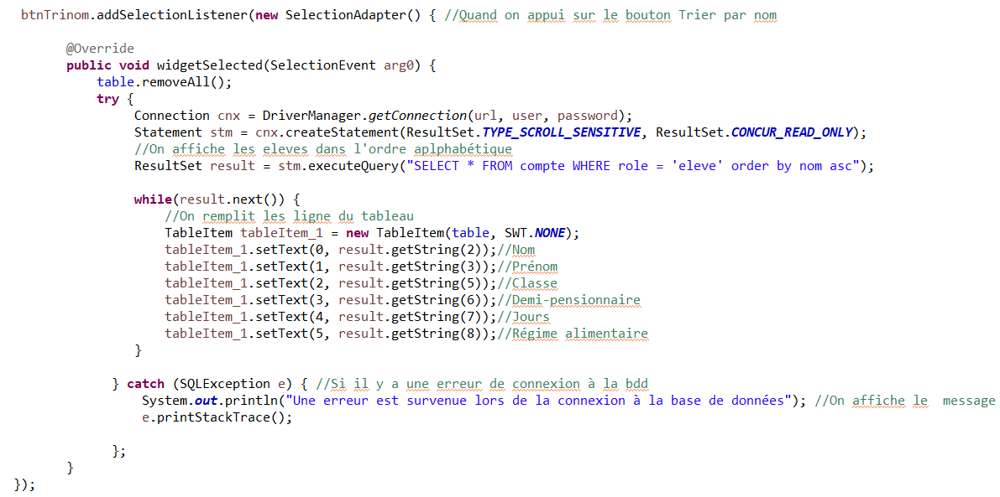 btnTrinom.addSelectionListener(new SelectionAdapter() { //Quand on appui sur le bouton Trier par nom
@Override
public void widgetSelected(SelectionEvent arg0) {
table.removeAll();
try {
Connection cnx = DriverManager.getConnection(url, user, password);
Statement stm = cnx.createStatement(ResultSet.TYPE_SCROLL_SENSITIVE, ResultSet.CONCUR_READ_ONLY);
//On affiche les eleves dans l'ordre aplphabétique
ResultSet result = stm.executeQuery("SELECT * FROM compte WHERE role = 'eleve' order by nom asc");
while(result.next()) {
//On remplit les ligne du tableau
TableItem tableItem_1 = new TableItem(table, SWT.NONE);
tableItem_1.setText(0, result.getString(2));//Nom
tableItem_1.setText(1, result.getString(3));//Prénom
tableItem_1.setText(2, result.getString(5));//Classe
tableItem_1.setText(3, result.getString(6));//Demi-pensionnaire
tableItem_1.setText(4, result.getString(7));//Jours
tableItem_1.setText(5, result.getString(8));//Régime alimentaire
}
} catch (SQLException e) { //Si il y a une erreur de connexion à la bdd
System.out.println("Une erreur est survenue lors de la connexion à la base de données"); //On affiche le  message
e.printStackTrace();
};
}
});